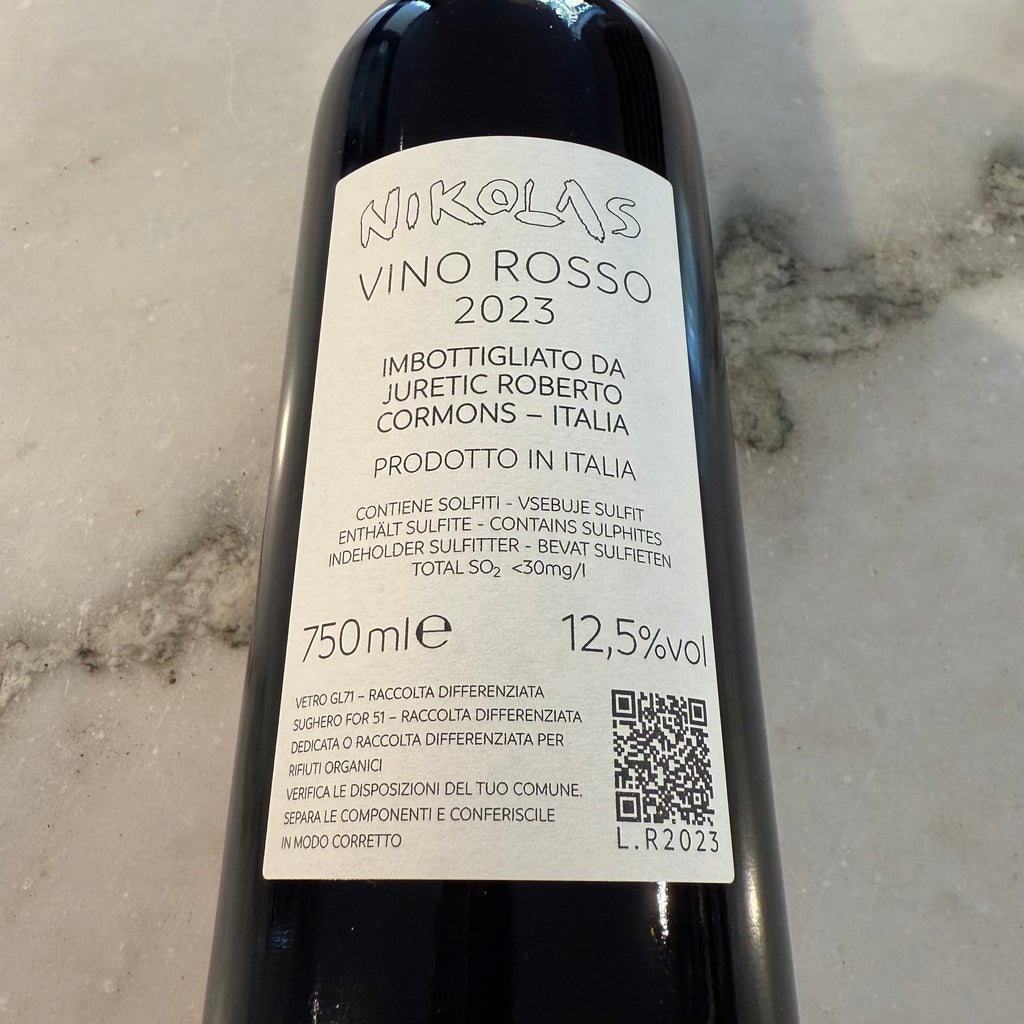 NIKOLAS
VINO ROSSO
2023
IMBOTTIGLIATO DA
JURETIC ROBERTO
CORMONS – ITALIA
PRODOTTO IN ITALIA
CONTIENE SOLFITI - VSEBUJE SULFIT
ENTHÄLT SULFITE - CONTAINS SULPHITES
INDEHOLDER SULFITTER - BEVAT SULFIETEN
TOTAL SO₂ <30mg/l
750ml℮ 12,5%vol
VETRO GL71 – RACCOLTA DIFFERENZIATA
SUGHERO FOR 51 – RACCOLTA DIFFERENZIATA
DEDICATA O RACCOLTA DIFFERENZIATA PER
RIFIUTI ORGANICI
VERIFICA LE DISPOSIZIONI DEL TUO COMUNE.
SEPARA LE COMPONENTI E CONFERISCILE
IN MODO CORRETTO
L.R2023